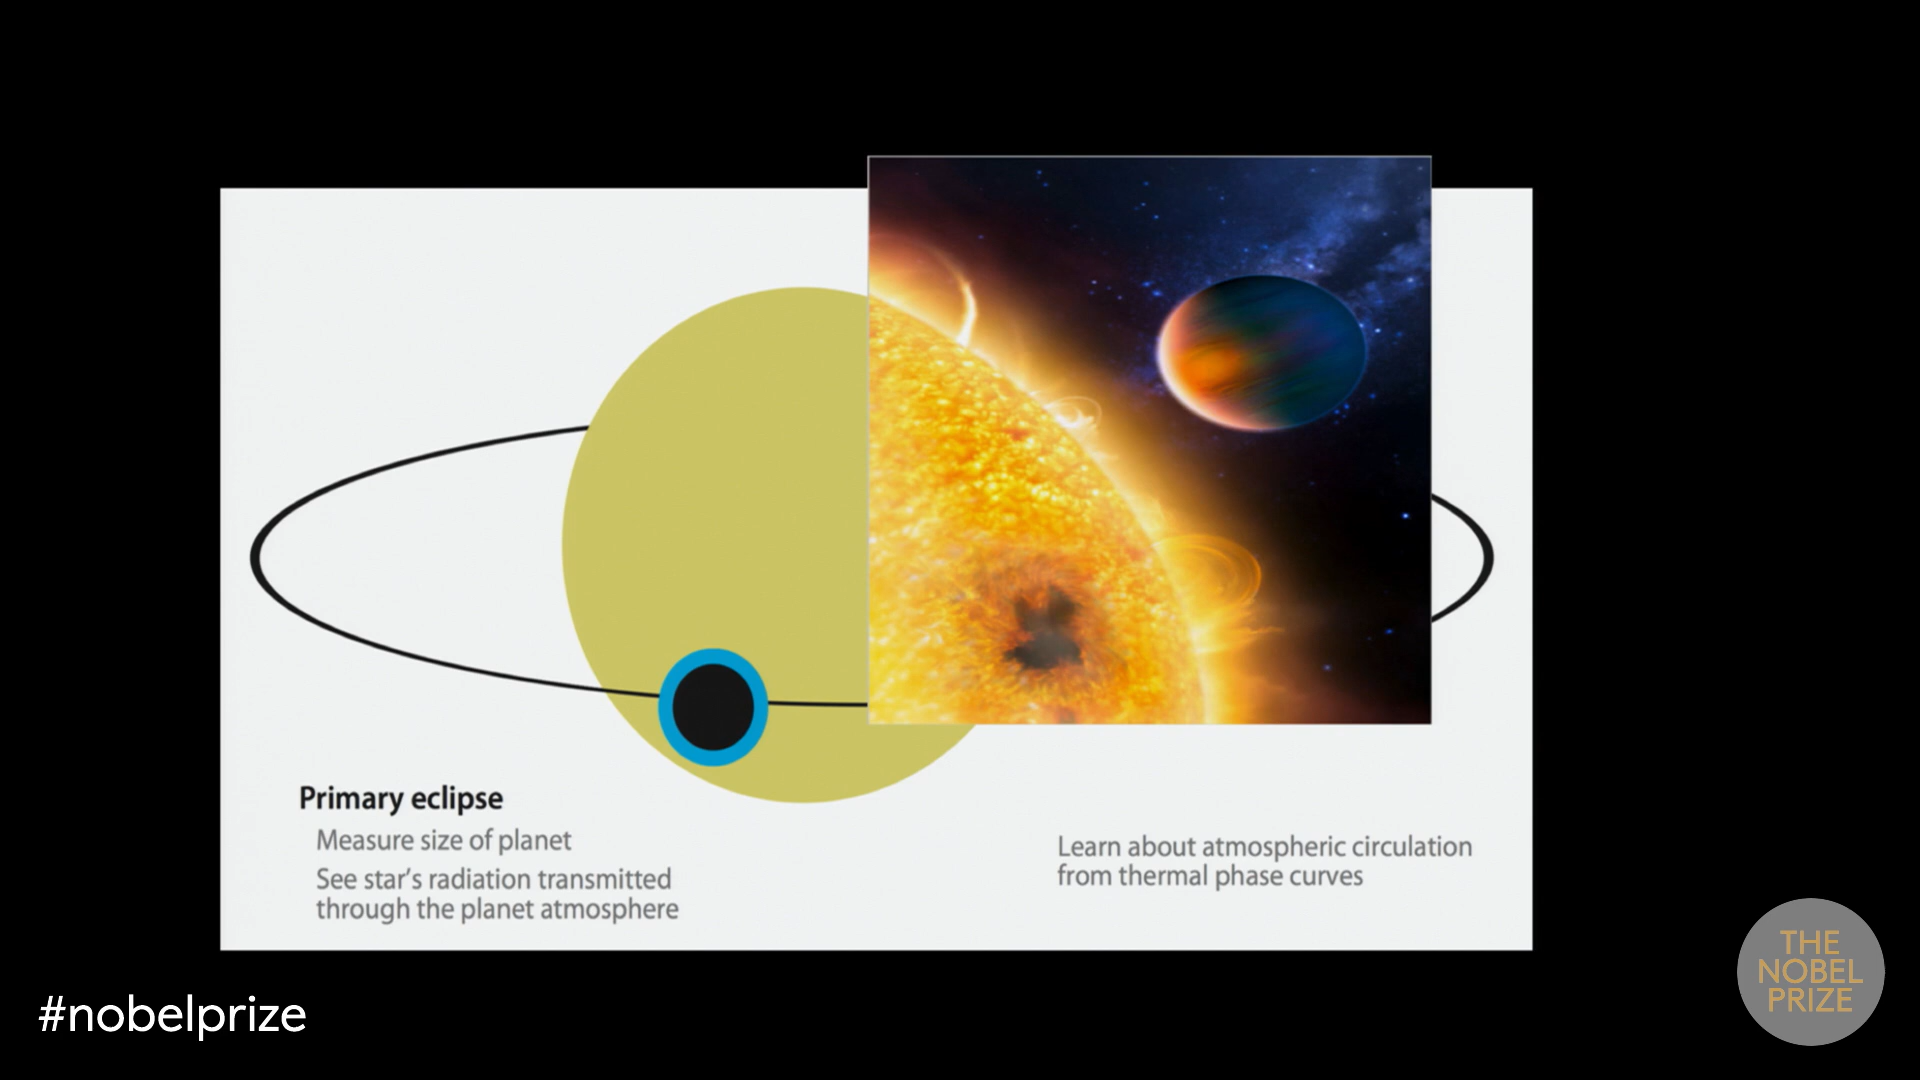 Primary eclipse
Measure size of planet
See star's radiation transmitted
through the planet atmosphere
Learn about atmospheric circulation
from thermal phase curves
#nobelprize
THE
NOBEL
PRIZE